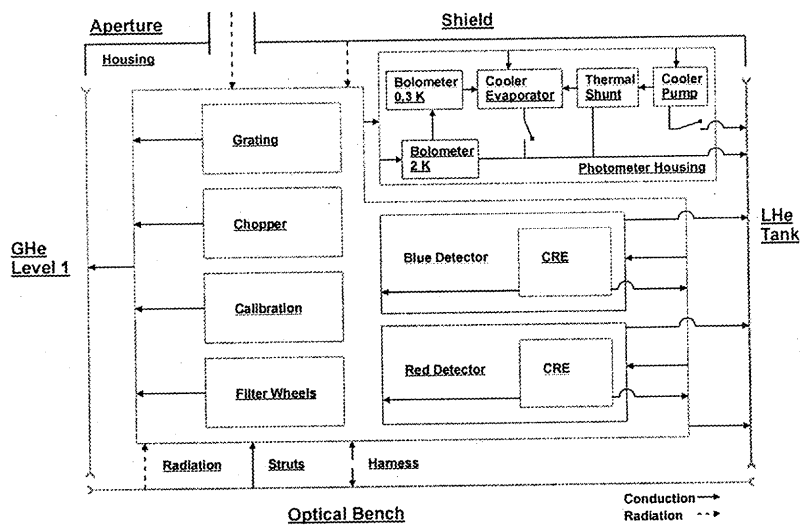 Aperture
Shield
Housing
Bolometer
0.3 K
Cooler
Evaporator
Thermal
Shunt
Cooler
Pump
Bolometer
2 K
Photometer Housing
Grating
Chopper
GHe
Level 1
LHe
Tank
Blue Detector
CRE
Calibration
Red Detector
CRE
Filter Wheels
Radiation
Struts
Harness
Optical Bench
Conduction
Radiation